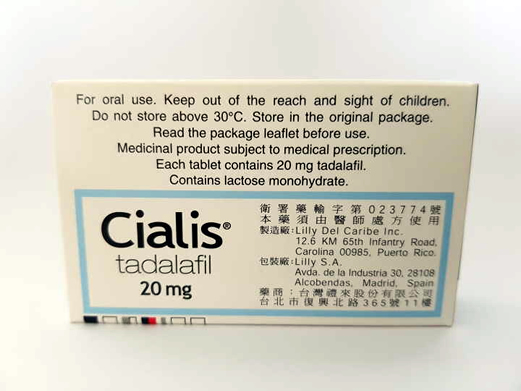 For oral use. Keep out of the reach and sight of children.
Do not store above 30°C. Store in the original package.
Read the package leaflet before use.
Medicinal product subject to medical prescription.
Each tablet contains 20 mg tadalafil.
Contains lactose monohydrate.
Cialis®
tadalafil
20 mg
衛署藥輸字第023774號
本藥須由醫師處方使用
製造廠:Lilly Del Caribe Inc.
12.6 KM 65th Infantry Road,
Carolina 00985, Puerto Rico.
包裝廠:Lilly S.A.
Avda. de la Industria 30, 28108
Alcobendas, Madrid, Spain
藥商:台灣禮來股份有限公司
台北市復興北路365號11樓